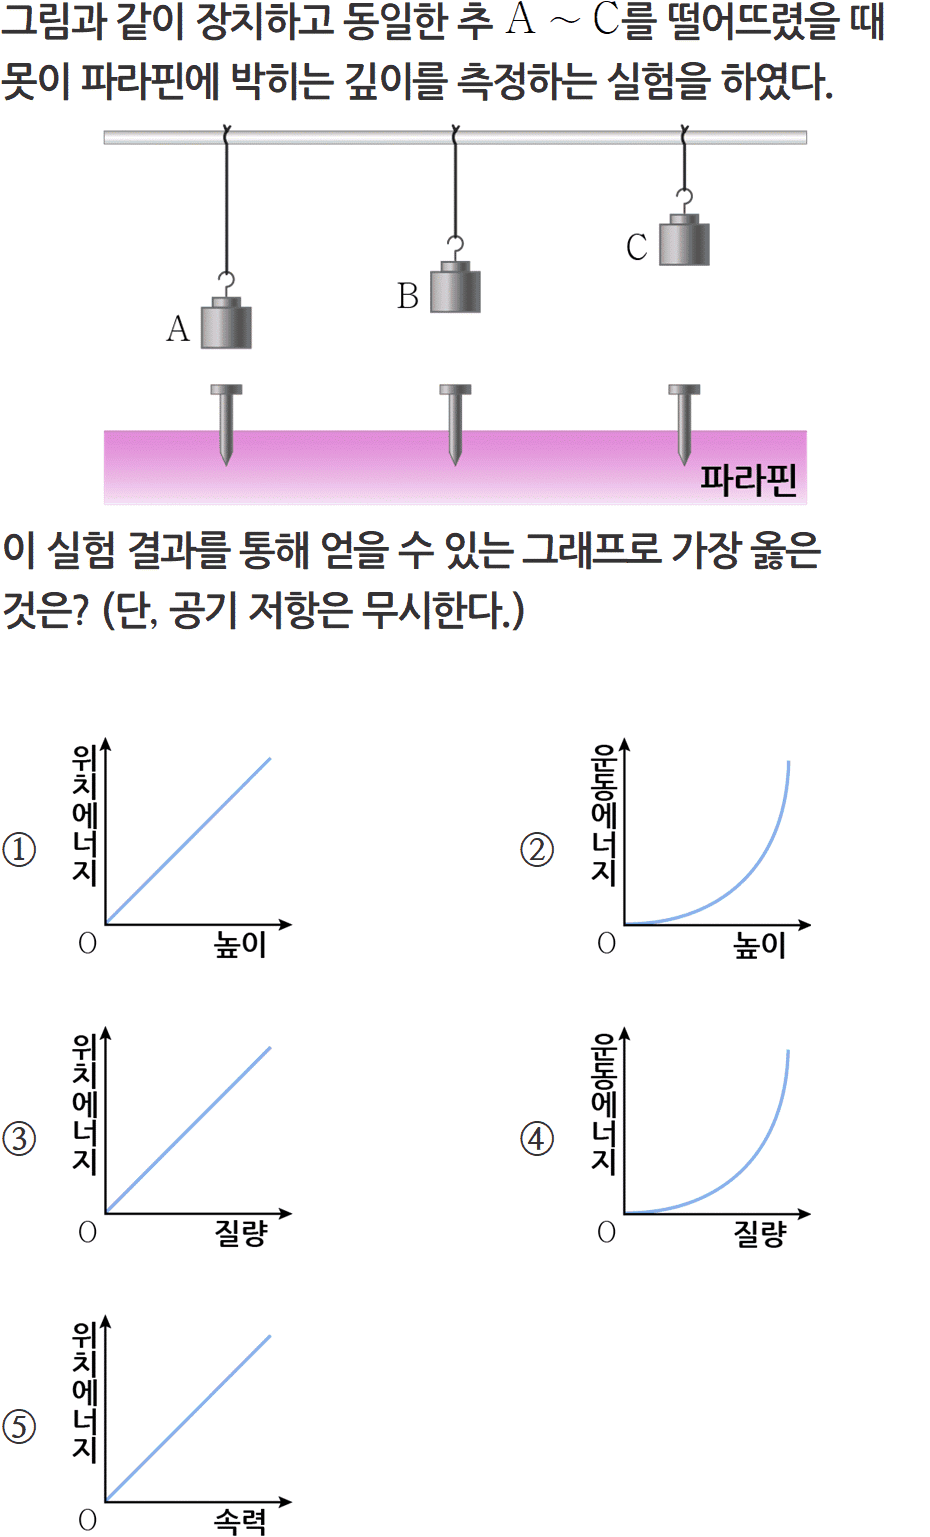 그림과 같이 장치하고 동일한 추 A ~ C를 떨어뜨렸을 때
못이 파라핀에 박히는 깊이를 측정하는 실험을 하였다.
A
B
C
파라핀
이 실험 결과를 통해 얻을 수 있는 그래프로 가장 옳은
것은? (단, 공기 저항은 무시한다.)
①
위치에너지
O
높이
②
운동에너지
O
높이
③
위치에너지
O
질량
④
운동에너지
O
질량
⑤
위치에너지
O
속력